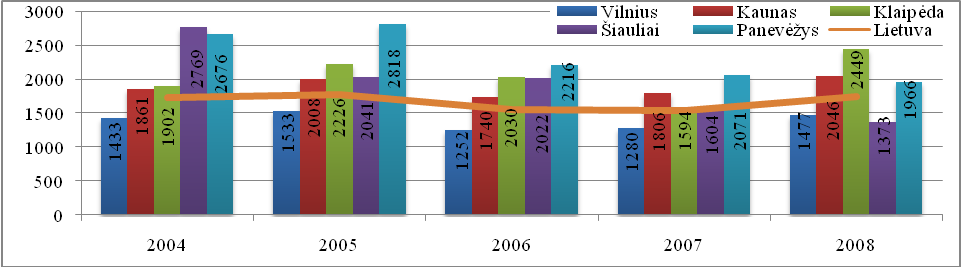 Vilnius Kaunas Klaipėda
Šiauliai Panevėžys Lietuva
3000
2500
2000
1500
1000
500
0
1433 1861 1902 2769 2676
1533 2008 2226 2041 2818
1252 1740 2030 2022 2216
1280 1806 1594 1604 2071
1477 2046 2449 1373 1966
2004 2005 2006 2007 2008